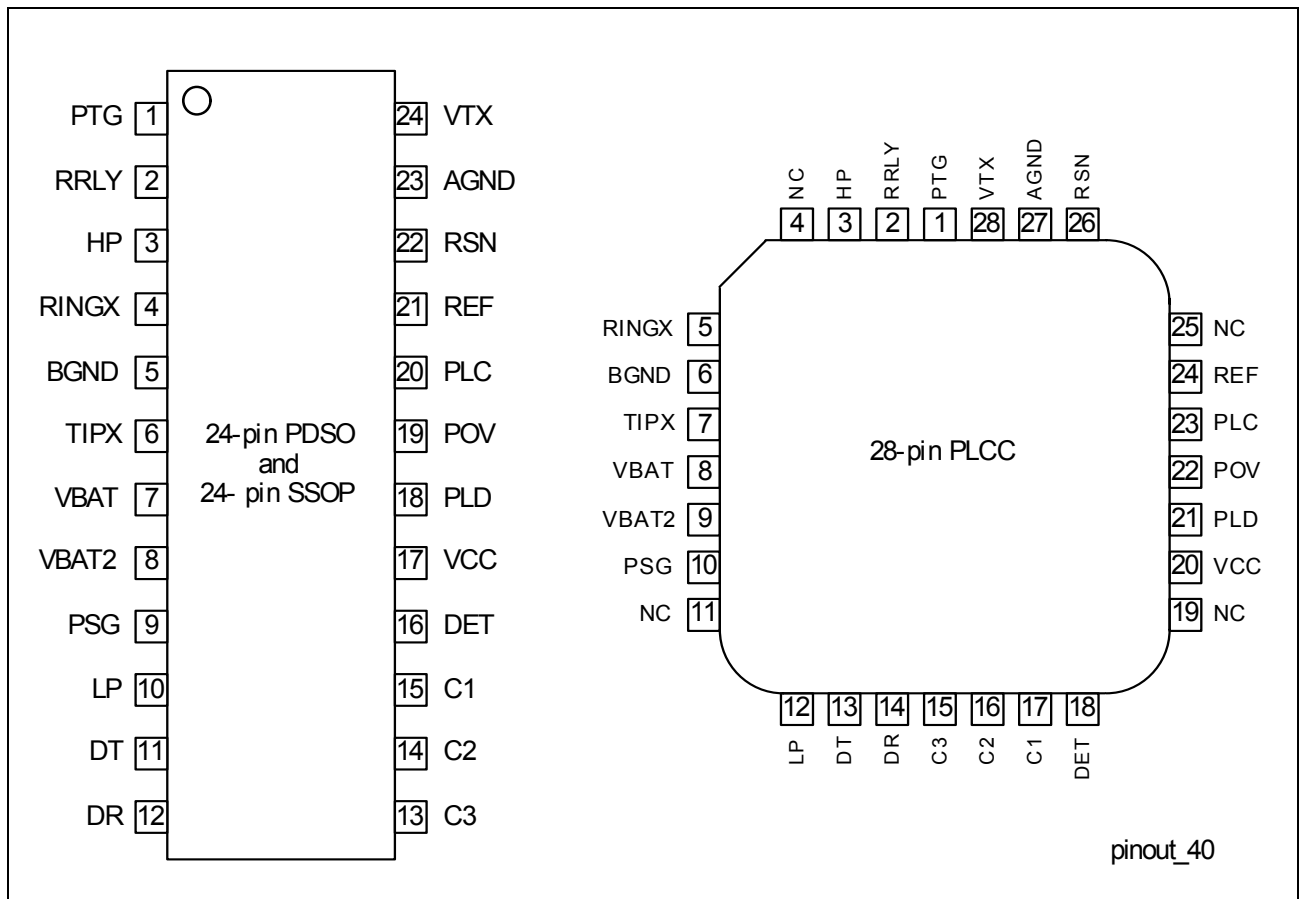 PTG 1
RRLY 2
HP 3
RINGX 4
BGND 5
TIPX 6
VBAT 7
VBAT2 8
PSG 9
LP 10
DT 11
DR 12
24-pin PDSO
and
24- pin SSOP
24 VTX
23 AGND
22 RSN
21 REF
20 PLC
19 POV
18 PLD
17 VCC
16 DET
15 C1
14 C2
13 C3
NC HP RRLY PTG VTX AGND RSN
4 3 2 1 28 27 26
RINGX 5
BGND 6
TIPX 7
VBAT 8
VBAT2 9
PSG 10
NC 11
28-pin PLCC
25 NC
24 REF
23 PLC
22 POV
21 PLD
20 VCC
19 NC
12 13 14 15 16 17 18
LP DT DR C3 C2 C1 DET
pinout_40